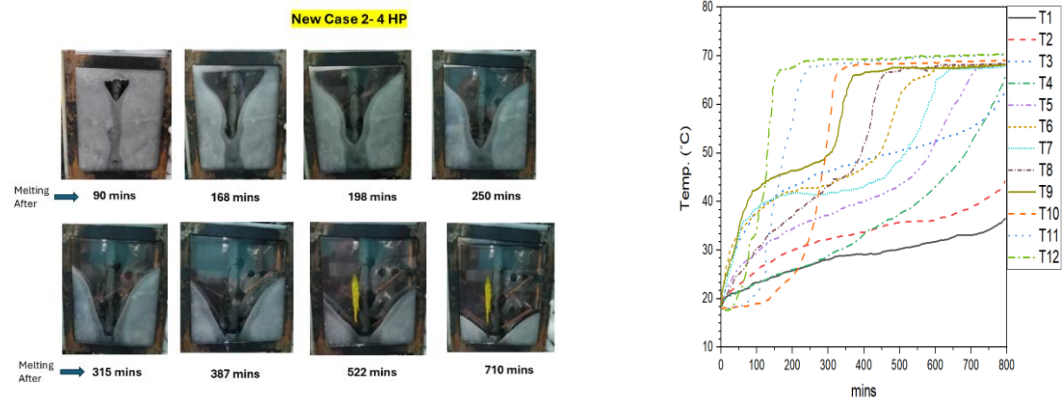 New Case 2- 4 HP
Melting
After
90 mins
168 mins
198 mins
250 mins
Melting
After
315 mins
387 mins
522 mins
710 mins
Temp. (°C)
80
70
60
50
40
30
20
10
0
100
200
300
400
500
600
700
800
mins
T1
T2
T3
T4
T5
T6
T7
T8
T9
T10
T11
T12